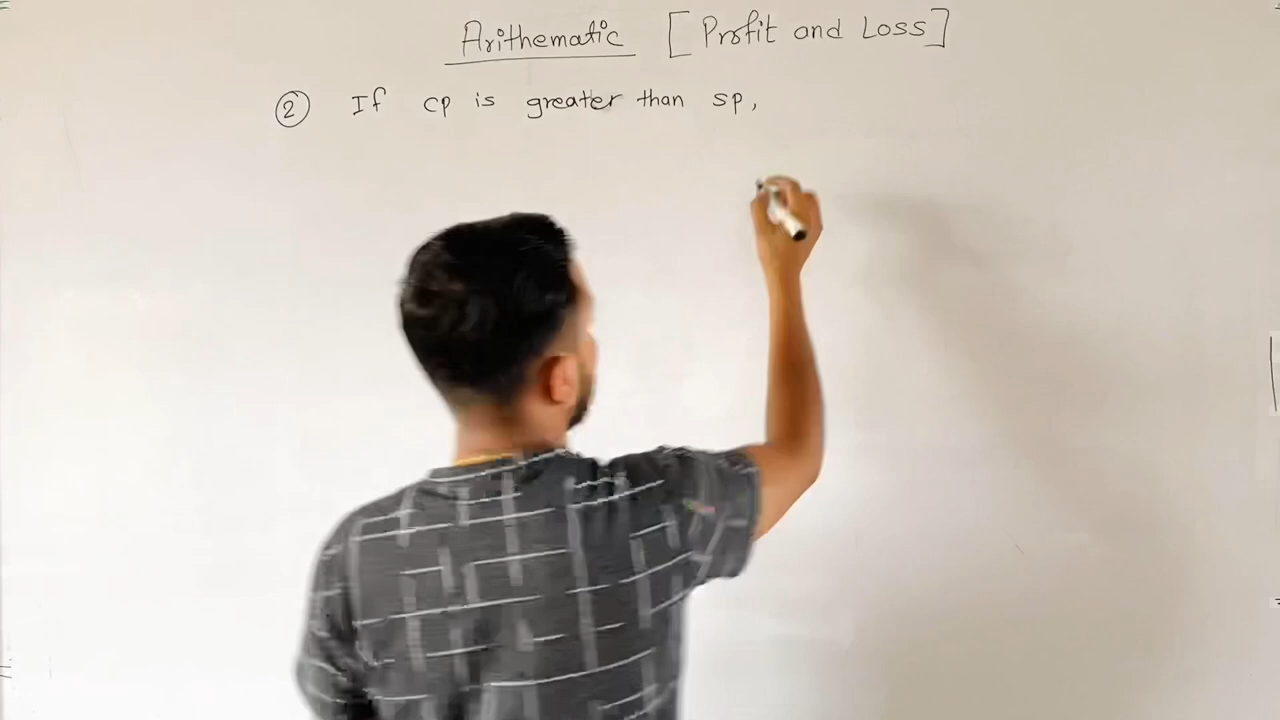 Arithematic [Profit and Loss]
② If cp is greater than sp,